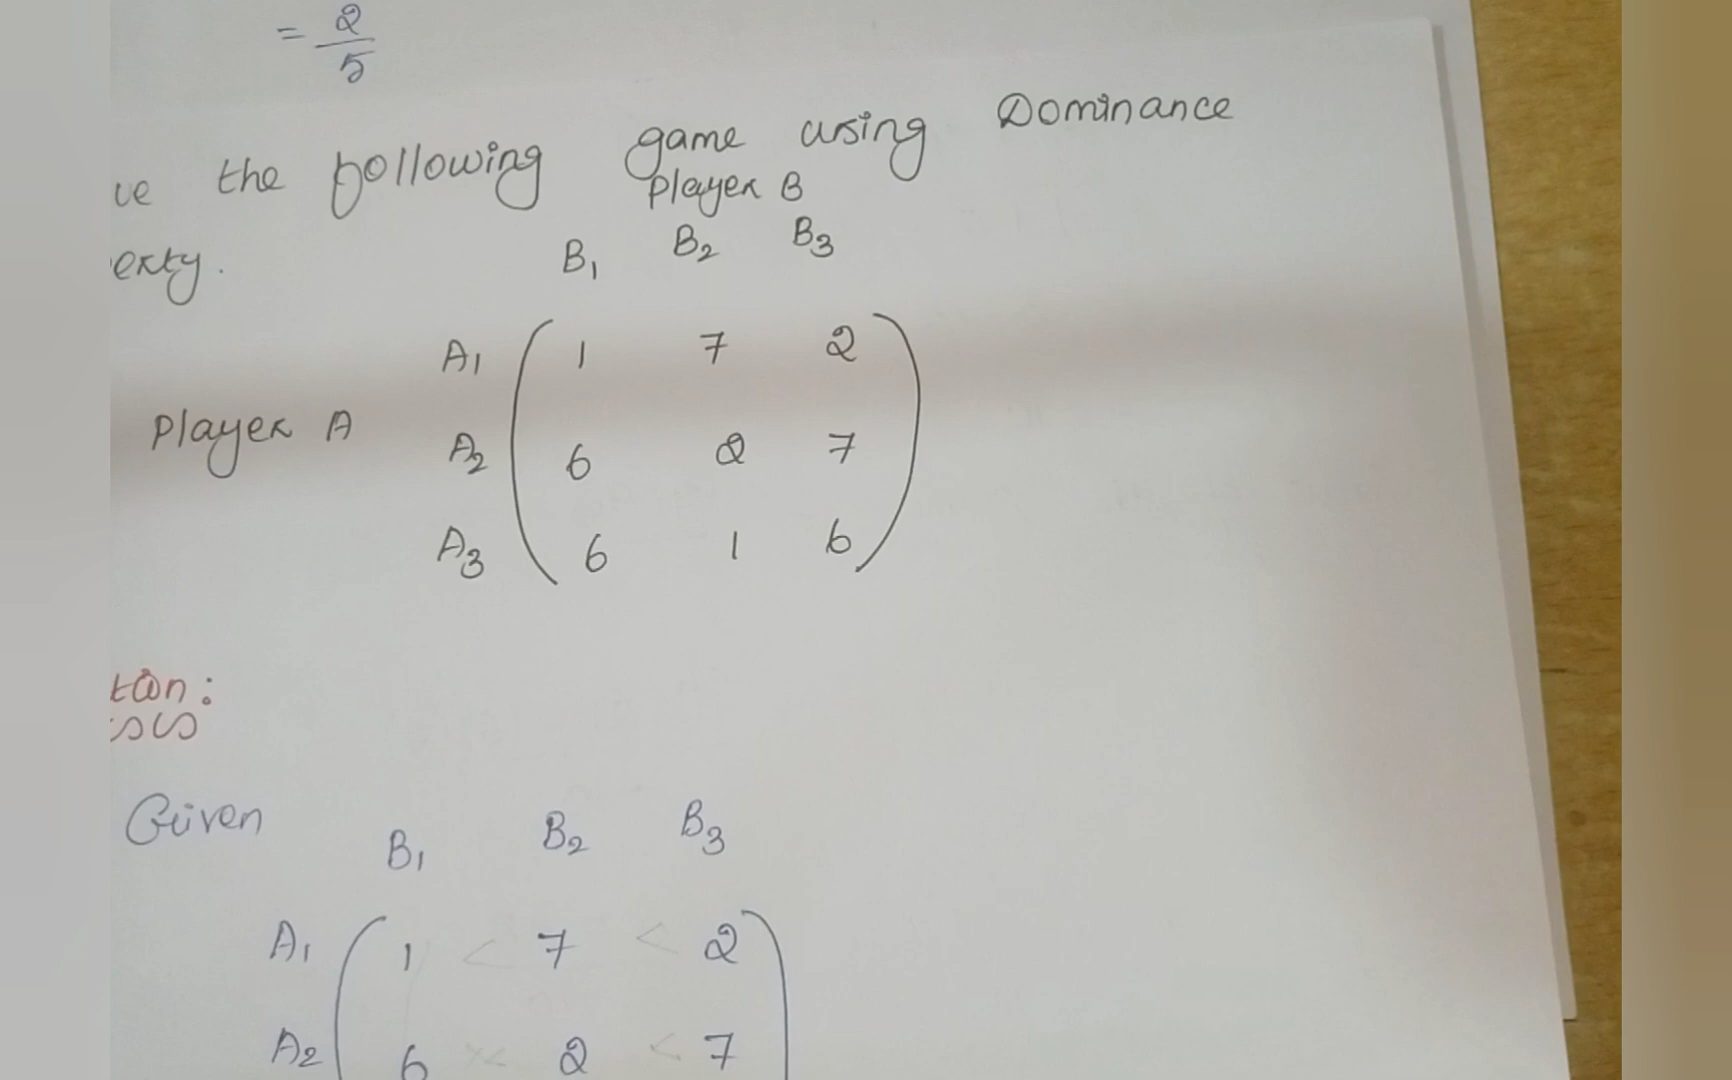 = 2/5
ve the following game using Dominance
erty.
Player B
B1 B2 B3
A1 1 7 2
Player A
A2 6 2 7
A3 6 1 6
tion:
Given
B1 B2 B3
A1 1 < 7 < 2
A2 6 2 < 7